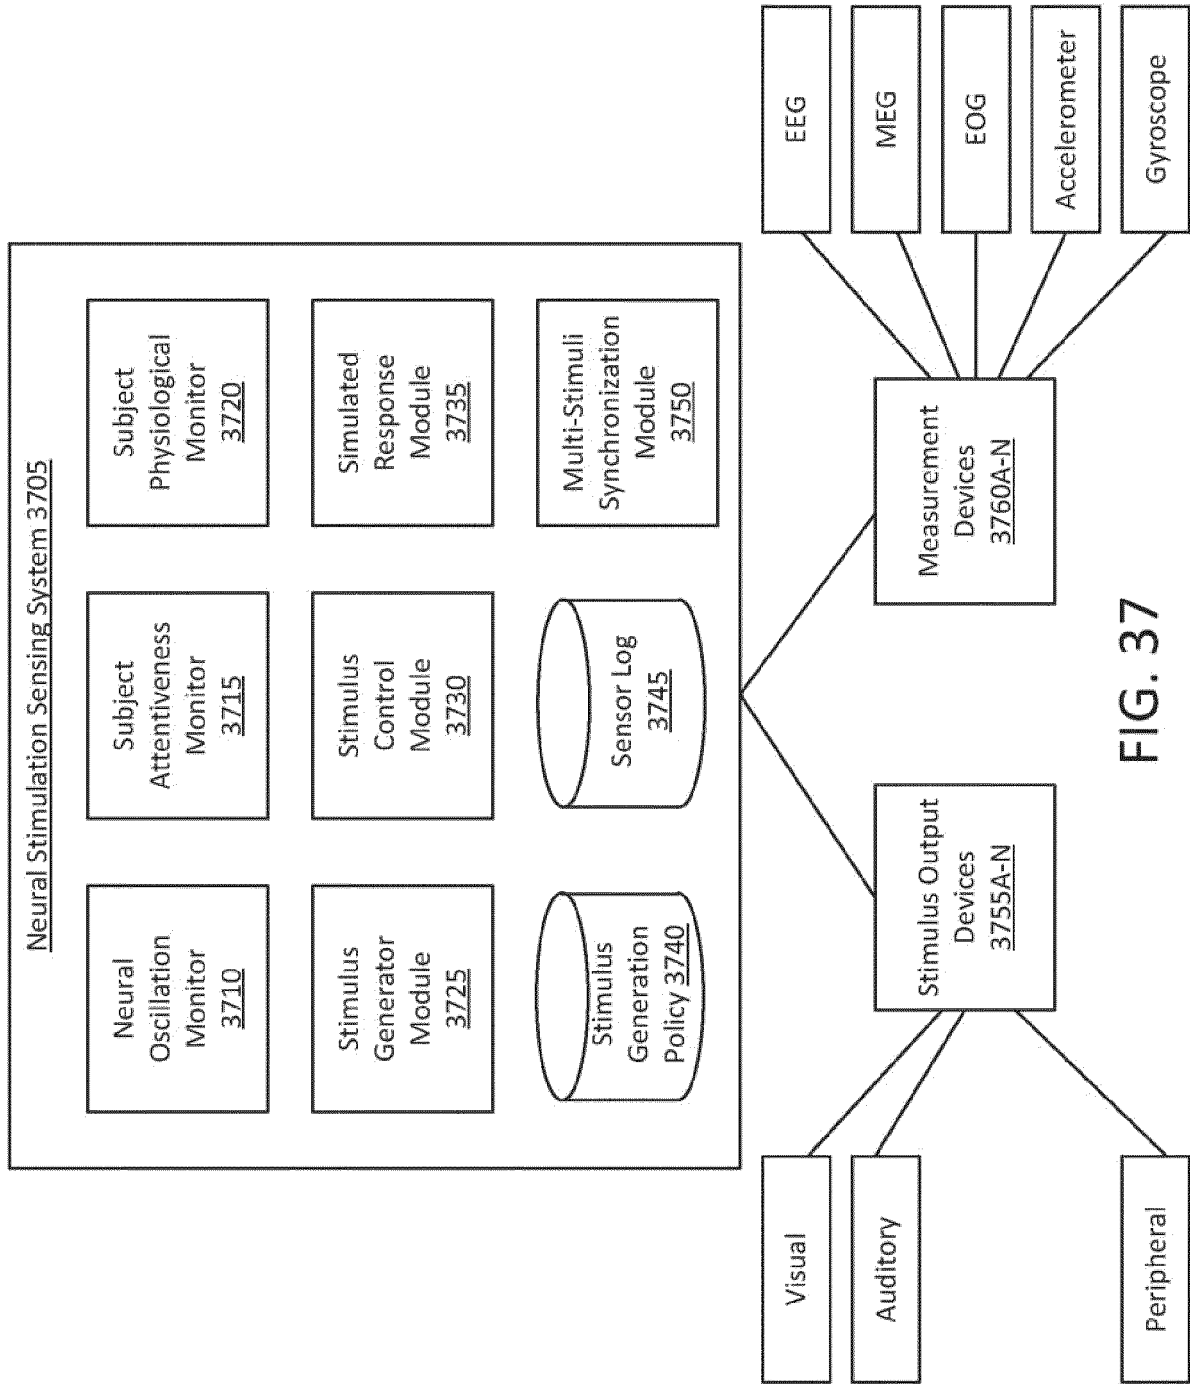 Neural Stimulation Sensing System 3705
Neural
Oscillation
Monitor
3710
Subject
Attentiveness
Monitor
3715
Subject
Physiological
Monitor
3720
Stimulus
Generator
Module
3725
Stimulus
Control
Module
3730
Simulated
Response
Module
3735
Stimulus
Generation
Policy 3740
Sensor Log
3745
Multi-Stimuli
Synchronization
Module
3750
Visual
Auditory
Peripheral
Stimulus Output
Devices
3755A-N
Measurement
Devices
3760A-N
EEG
MEG
EOG
Accelerometer
Gyroscope
FIG. 37